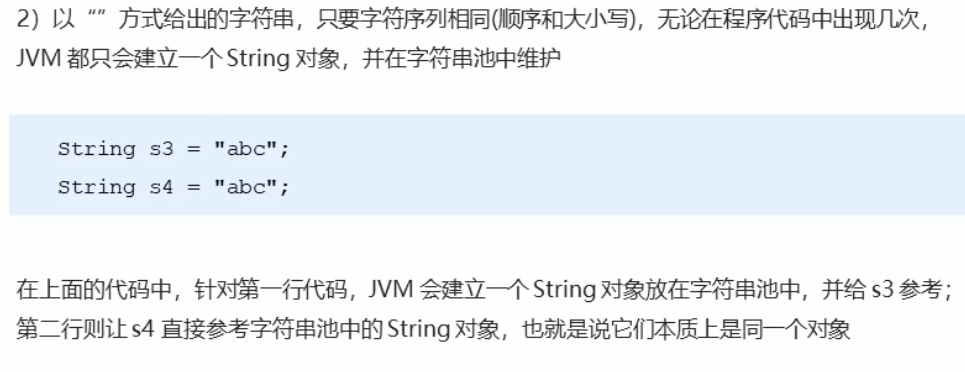 2）以“”方式给出的字符串，只要字符序列相同(顺序和大小写)，无论在程序代码中出现几次，
JVM 都只会建立一个 String 对象，并在字符串池中维护
String s3 = "abc";
String s4 = "abc";
在上面的代码中，针对第一行代码，JVM 会建立一个 String 对象放在字符串池中，并给 s3 参考；
第二行则让 s4 直接参考字符串池中的 String 对象，也就是说它们本质上是同一个对象